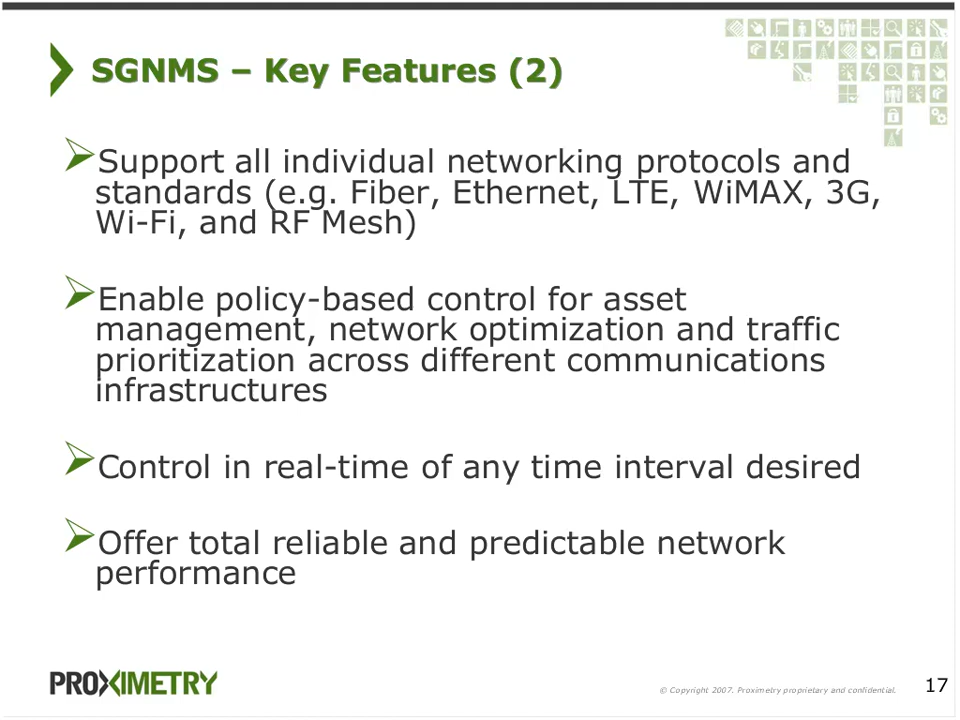 SGNMS – Key Features (2)
Support all individual networking protocols and
standards (e.g. Fiber, Ethernet, LTE, WiMAX, 3G,
Wi-Fi, and RF Mesh)
Enable policy-based control for asset
management, network optimization and traffic
prioritization across different communications
infrastructures
Control in real-time of any time interval desired
Offer total reliable and predictable network
performance
PROXIMETRY
© Copyright 2007. Proximetry proprietary and confidential.
17